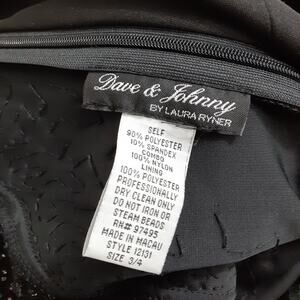 Dave & Johnny
BY LAURA RYNER
SELF
90% POLYESTER
10% SPANDEX
COMBO
100% NYLON
LINING
100% POLYESTER
PROFESSIONALLY
DRY CLEAN ONLY
DO NOT IRON OR
STEAM BEADS
RN# 97495
MADE IN MACAU
STYLE 12131
SIZE 3/4